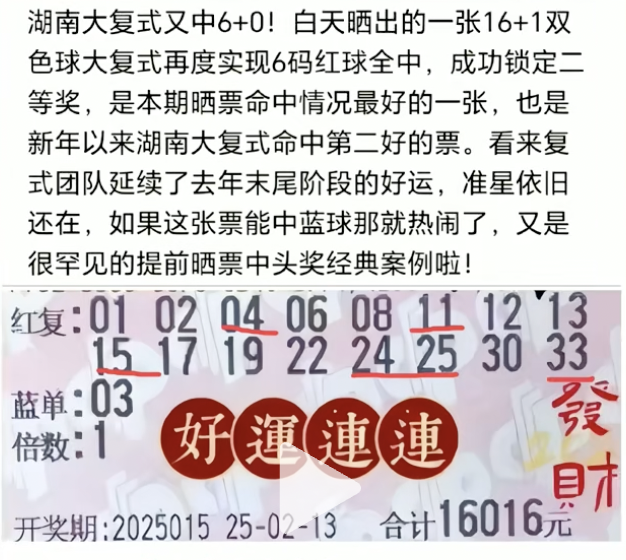 湖南大复式又中6+0！白天晒出的一张16+1双
色球大复式再度实现6码红球全中，成功锁定二
等奖，是本期晒票命中情况最好的一张，也是
新年以来湖南大复式命中第二好的票。看来复
式团队延续了去年末尾阶段的好运，准星依旧
还在，如果这张票能中蓝球那就热闹了，又是
很罕见的提前晒票中头奖经典案例啦！
红复:01 02 04 06 08 11 12 13
15 17 19 22 24 25 30 33
蓝单:03
倍数:1
好運連連
發財
开奖期:2025015 25-02-13 合计16016元